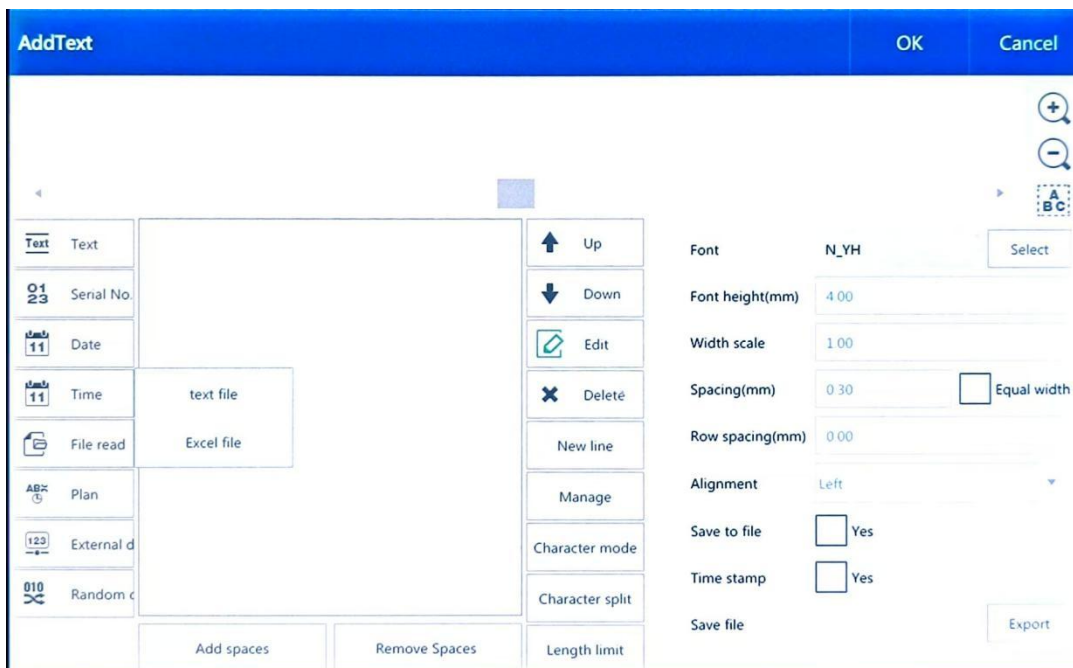 AddText
OK
Cancel
A
BC
Text Text
0123 Serial No.
11 Date
11 Time
File read
ABX Plan
123 External d
010 Random c
text file
Excel file
Up
Down
Edit
Delete
New line
Manage
Character mode
Character split
Length limit
Add spaces
Remove Spaces
Font N_YH Select
Font height(mm) 4.00
Width scale 1.00
Spacing(mm) 0.30 Equal width
Row spacing(mm) 0.00
Alignment Left
Save to file Yes
Time stamp Yes
Save file Export